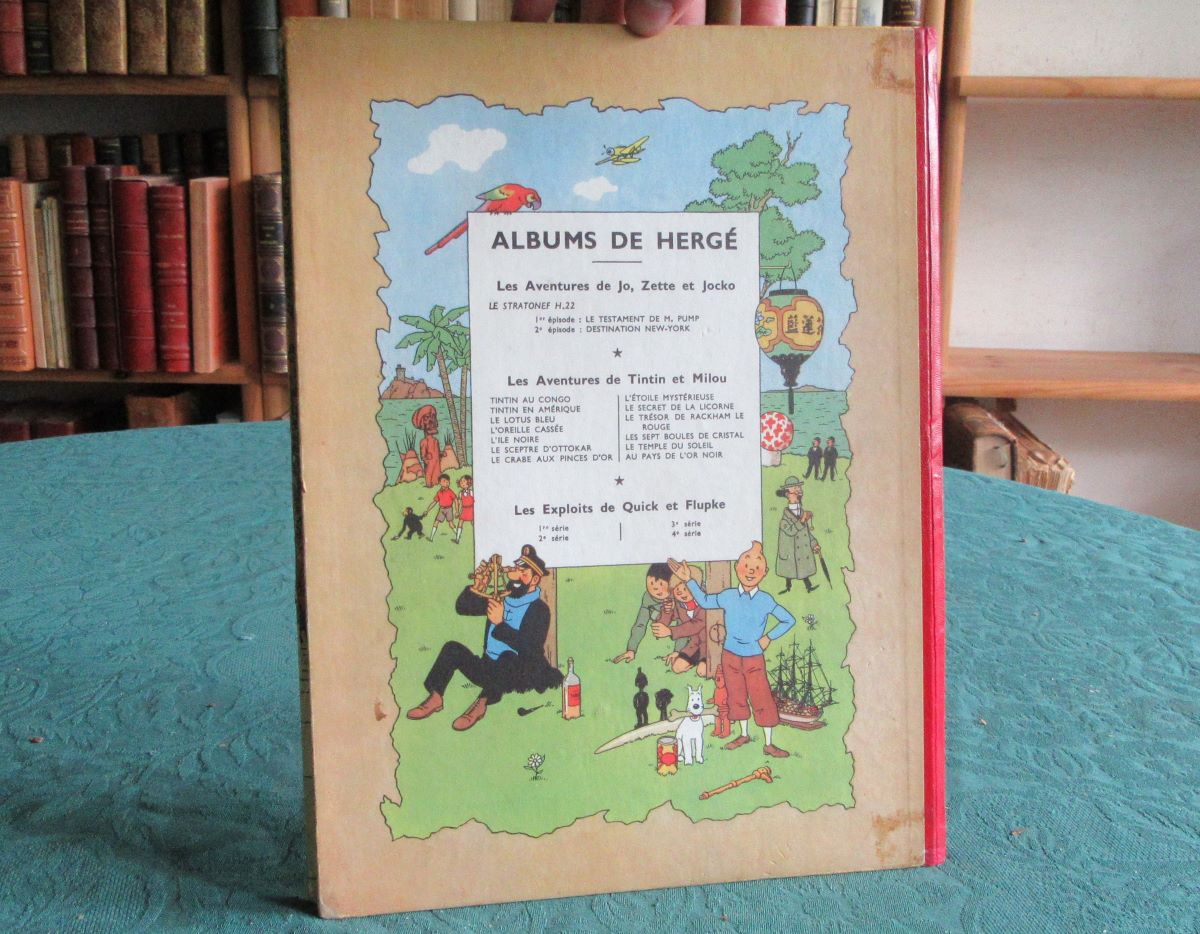 ALBUMS DE HERGÉ
Les Aventures de Jo, Zette et Jocko
LE STRATONEF H.22
1er épisode : LE TESTAMENT DE M. PUMP
2e épisode : DESTINATION NEW-YORK
★
Les Aventures de Tintin et Milou
TINTIN AU CONGO
TINTIN EN AMÉRIQUE
LE LOTUS BLEU
L'OREILLE CASSÉE
L'ILE NOIRE
LE SCEPTRE D'OTTOKAR
LE CRABE AUX PINCES D'OR
L'ÉTOILE MYSTÉRIEUSE
LE SECRET DE LA LICORNE
LE TRÉSOR DE RACKHAM LE
ROUGE
LES SEPT BOULES DE CRISTAL
LE TEMPLE DU SOLEIL
AU PAYS DE L'OR NOIR
★
Les Exploits de Quick et Flupke
1re série
2e série
3e série
4e série